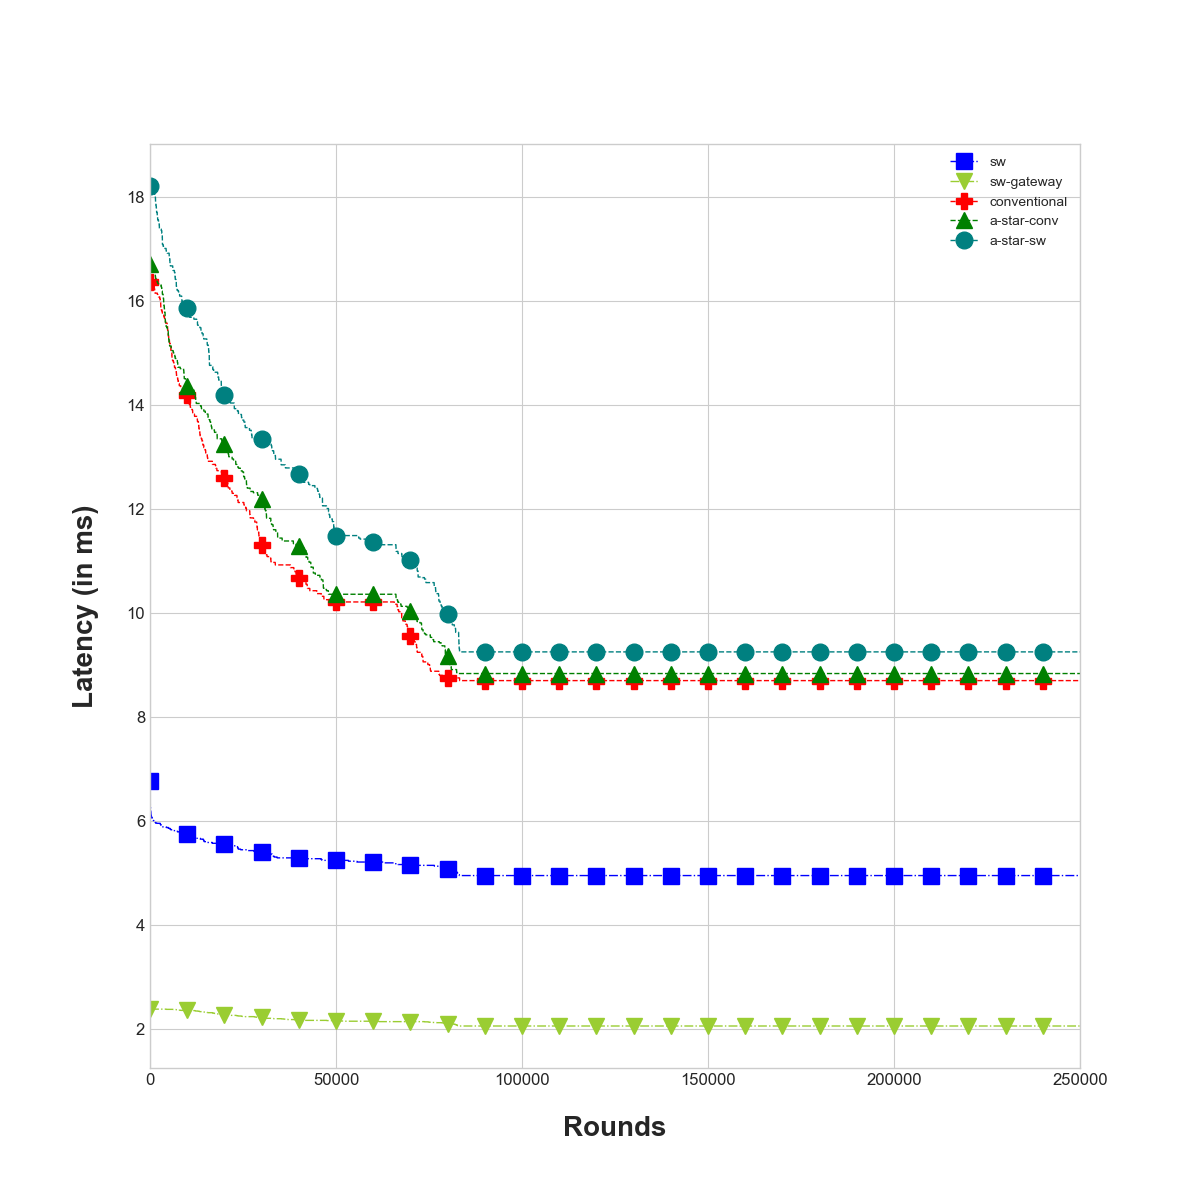 sw
sw-gateway
conventional
a-star-conv
a-star-sw
18
16
14
12
10
8
6
4
2
Latency (in ms)
0 50000 100000 150000 200000 250000
Rounds